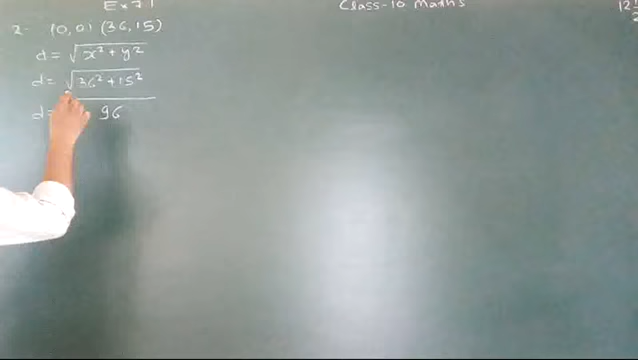 Ex 7.1
Class-10 Maths
2- (0,0) (36,15)
d = √x² + y²
d = √36² + 15²
d = 96